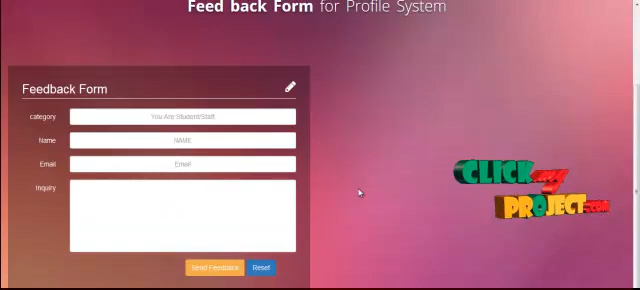 Feed back Form for Profile System
Feedback Form
category
You Are Student/Staff
Name
NAME
Email
Email
Inquiry
Send Feedback
Reset
CLICK my
PROJECT.COM